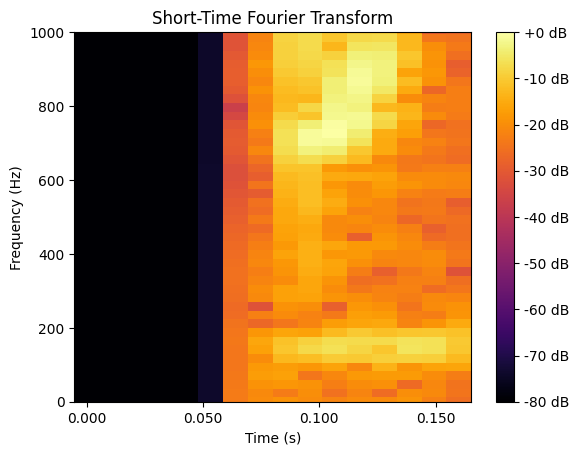 Short-Time Fourier Transform
1000
800
600
400
200
0
Frequency (Hz)
0.000
0.050
0.100
0.150
Time (s)
+0 dB
-10 dB
-20 dB
-30 dB
-40 dB
-50 dB
-60 dB
-70 dB
-80 dB